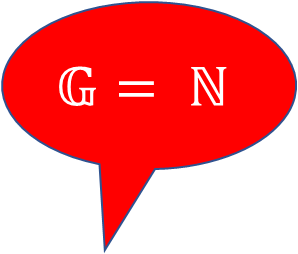 𝔾 = ℕ